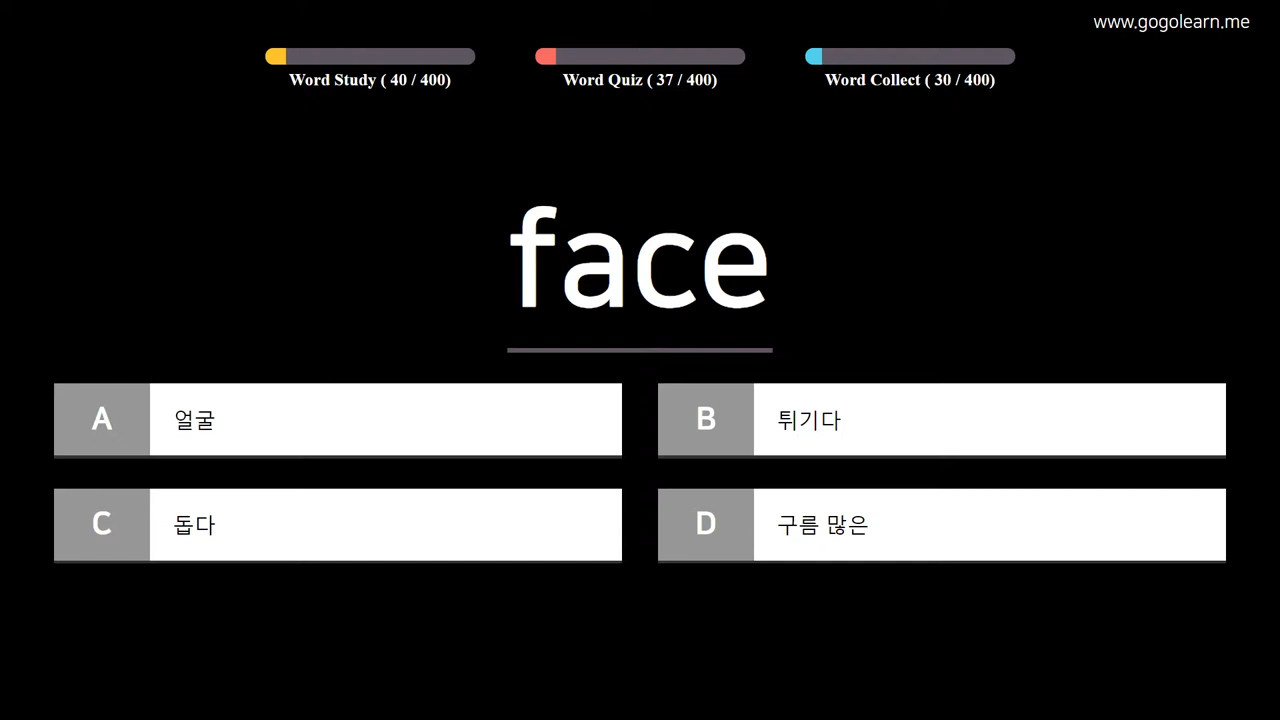 www.gogolearn.me
Word Study ( 40 / 400)
Word Quiz ( 37 / 400)
Word Collect ( 30 / 400)
face
A 얼굴
B 튀기다
C 돕다
D 구름 많은